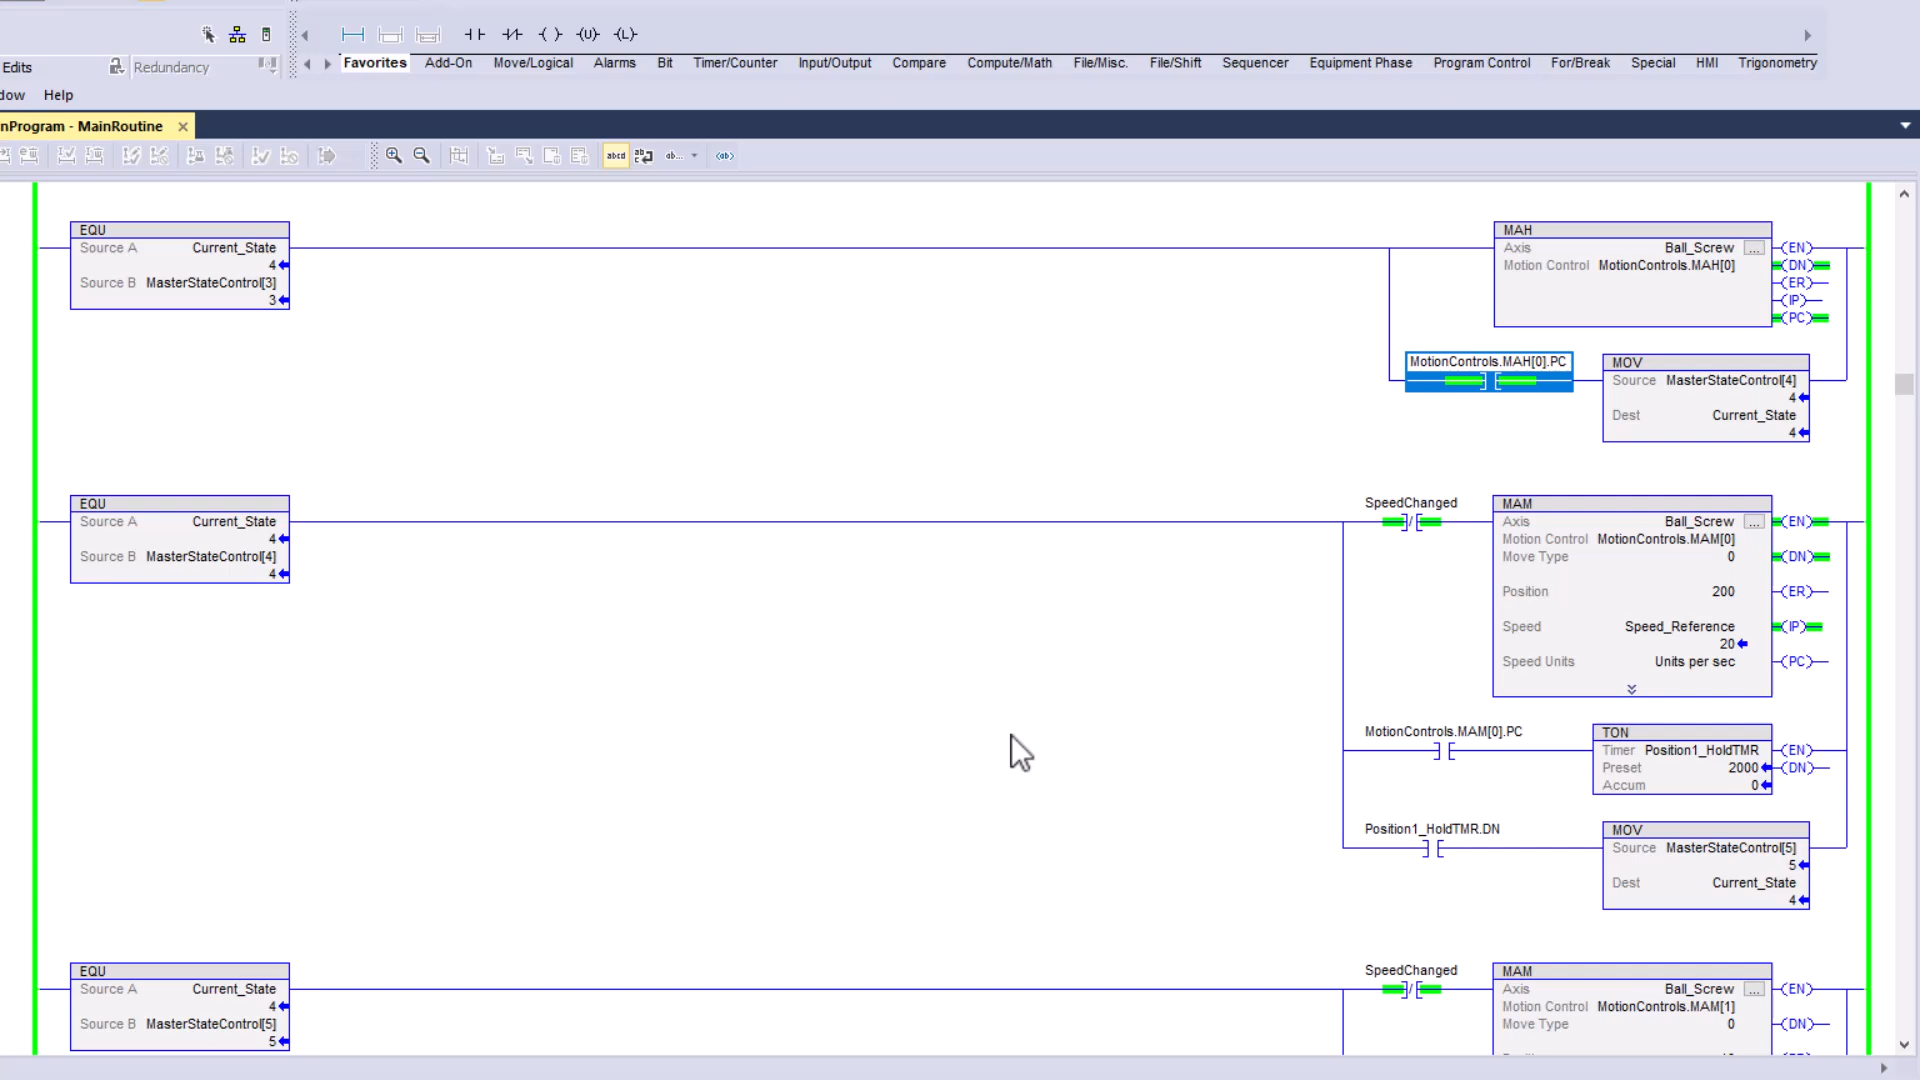 Edits
Redundancy
Favorites Add-On Move/Logical Alarms Bit Timer/Counter Input/Output Compare Compute/Math File/Misc. File/Shift Sequencer Equipment Phase Program Control For/Break Special HMI Trigonometry
dow Help
nProgram - MainRoutine
abcd ab ab...
EQU
Source A Current_State
4
Source B MasterStateControl[3]
3
MAH
Axis Ball_Screw ... (EN)
Motion Control MotionControls.MAH[0] (DN)
(ER)
(IP)
(PC)
MotionControls.MAH[0].PC
MOV
Source MasterStateControl[4]
4
Dest Current_State
4
EQU
Source A Current_State
4
Source B MasterStateControl[4]
4
SpeedChanged
MAM
Axis Ball_Screw ... (EN)
Motion Control MotionControls.MAM[0]
Move Type 0 (DN)
Position 200 (ER)
Speed Speed_Reference (IP)
20
Speed Units Units per sec (PC)
MotionControls.MAM[0].PC
TON
Timer Position1_HoldTMR (EN)
Preset 2000 (DN)
Accum 0
Position1_HoldTMR.DN
MOV
Source MasterStateControl[5]
5
Dest Current_State
4
EQU
Source A Current_State
4
Source B MasterStateControl[5]
5
SpeedChanged
MAM
Axis Ball_Screw ... (EN)
Motion Control MotionControls.MAM[1]
Move Type 0 (DN)